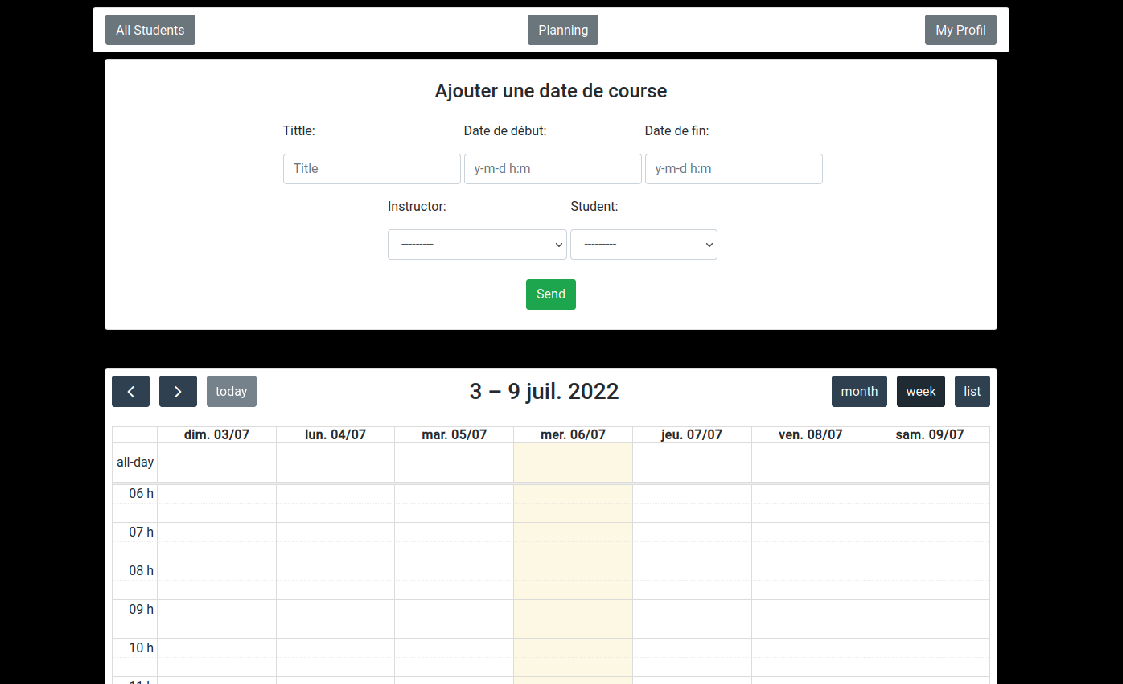 All Students Planning My Profil
Ajouter une date de course
Tittle: Date de début: Date de fin:
Title y-m-d h:m y-m-d h:m
Instructor: Student:
--------- ---------
Send
today 3 – 9 juil. 2022 month week list
dim. 03/07 lun. 04/07 mar. 05/07 mer. 06/07 jeu. 07/07 ven. 08/07 sam. 09/07
all-day
06 h
07 h
08 h
09 h
10 h